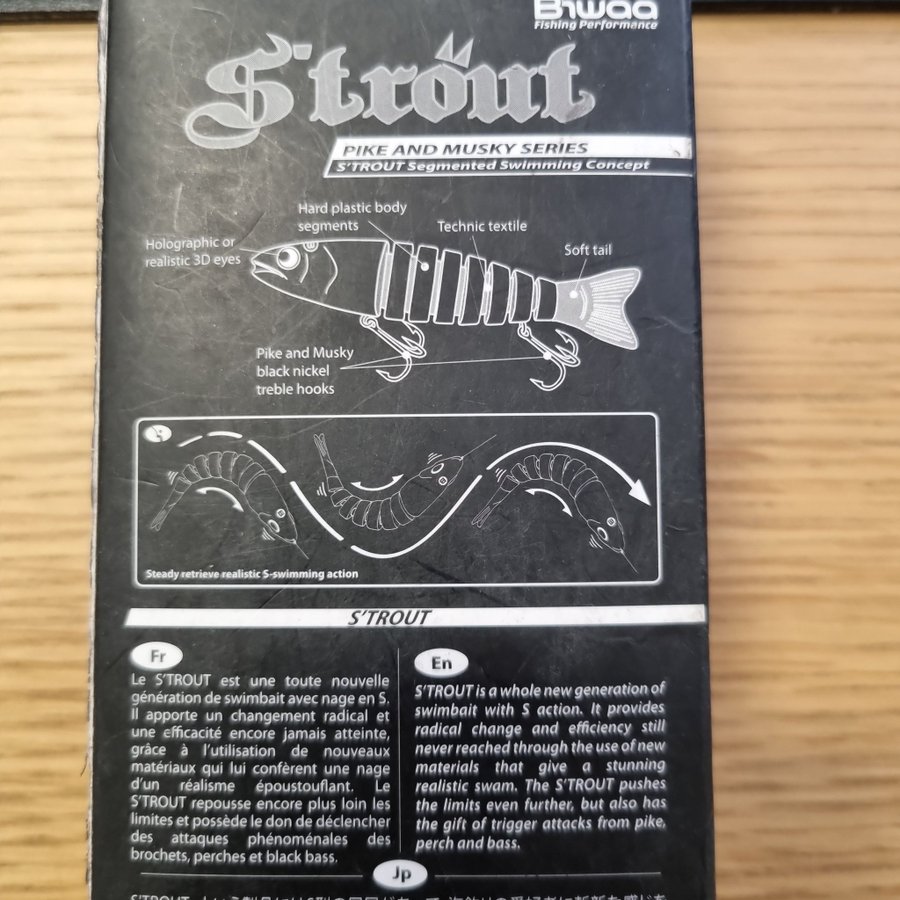 Biwaa
Fishing Performance
S'tröut
PIKE AND MUSKY SERIES
S'TROUT Segmented Swimming Concept
Hard plastic body
segments
Technic textile
Holographic or
realistic 3D eyes
Soft tail
Pike and Musky
black nickel
treble hooks
Steady retrieve realistic S-swimming action
S'TROUT
Fr
Le S'TROUT est une toute nouvelle
génération de swimbait avec nage en S.
Il apporte un changement radical et
une efficacité encore jamais atteinte,
grâce à l'utilisation de nouveaux
matériaux qui lui confèrent une nage
d'un réalisme époustouflant. Le
S'TROUT repousse encore plus loin les
limites et possède le don de déclencher
des attaques phénoménales des
brochets, perches et black bass.
En
S'TROUT is a whole new generation of
swimbait with S action. It provides
radical change and efficiency still
never reached through the use of new
materials that give a stunning
realistic swam. The S'TROUT pushes
the limits even further, but also has
the gift of trigger attacks from pike,
perch and bass.
Jp